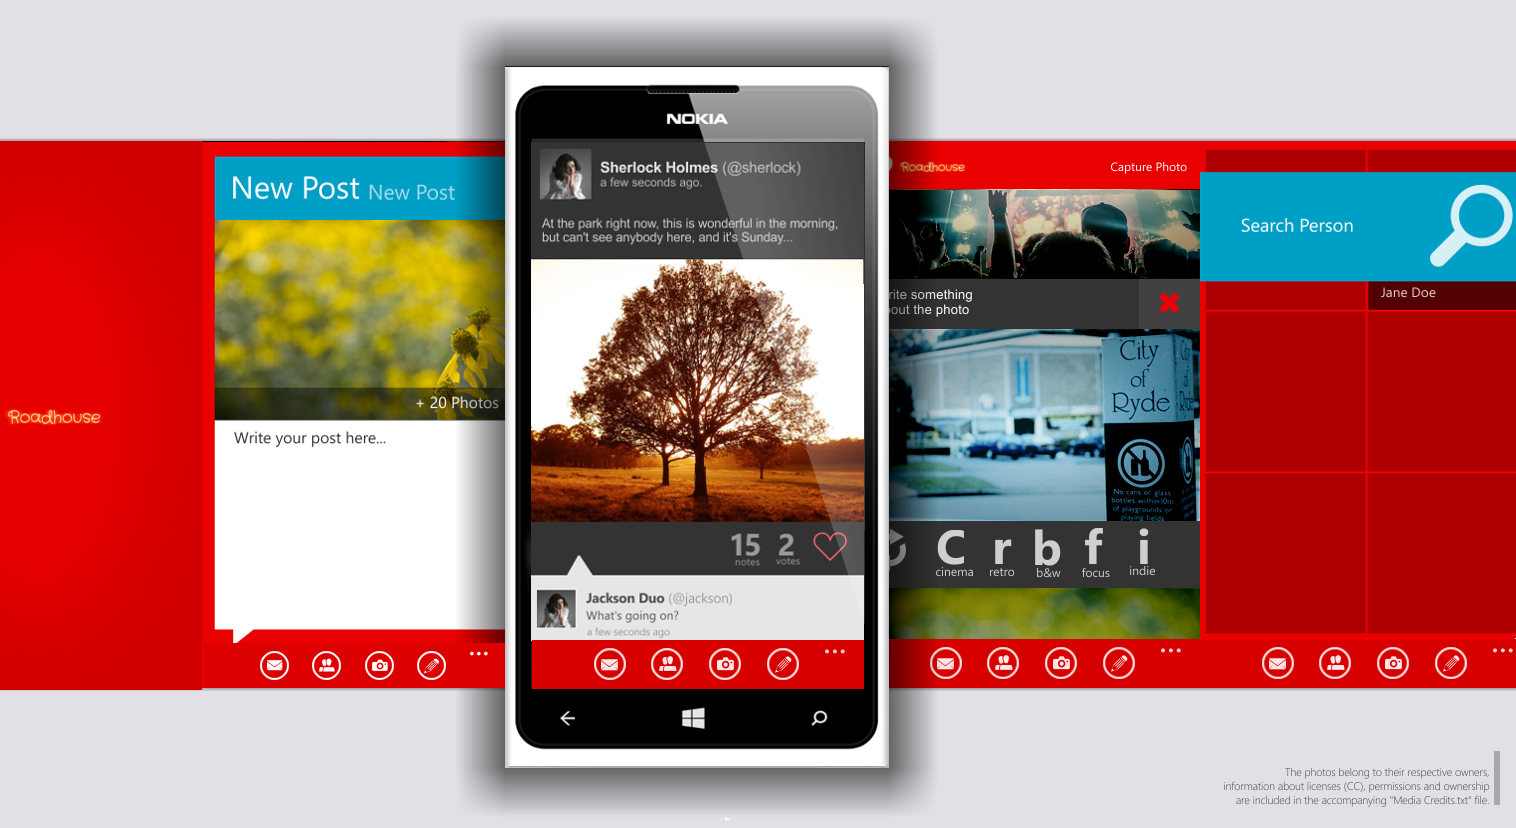 Roadhouse
New Post New Post
+ 20 Photos
Write your post here...
NOKIA
Sherlock Holmes (@sherlock)
a few seconds ago.
At the park right now, this is wonderful in the morning,
but can't see anybody here, and it's Sunday...
15 2
notes votes
Jackson Duo (@jackson)
What's going on?
a few seconds ago
Roadhouse Capture Photo
rite something
out the photo
City
of
Ryde
No cans or glass
bottles within 10m
of playgrounds or
playing fields
C r b f i
cinema retro b&w focus indie
Search Person
Jane Doe
The photos belong to their respective owners,
information about licenses (CC), permissions and ownership
are included in the accompanying "Media Credits.txt" file.